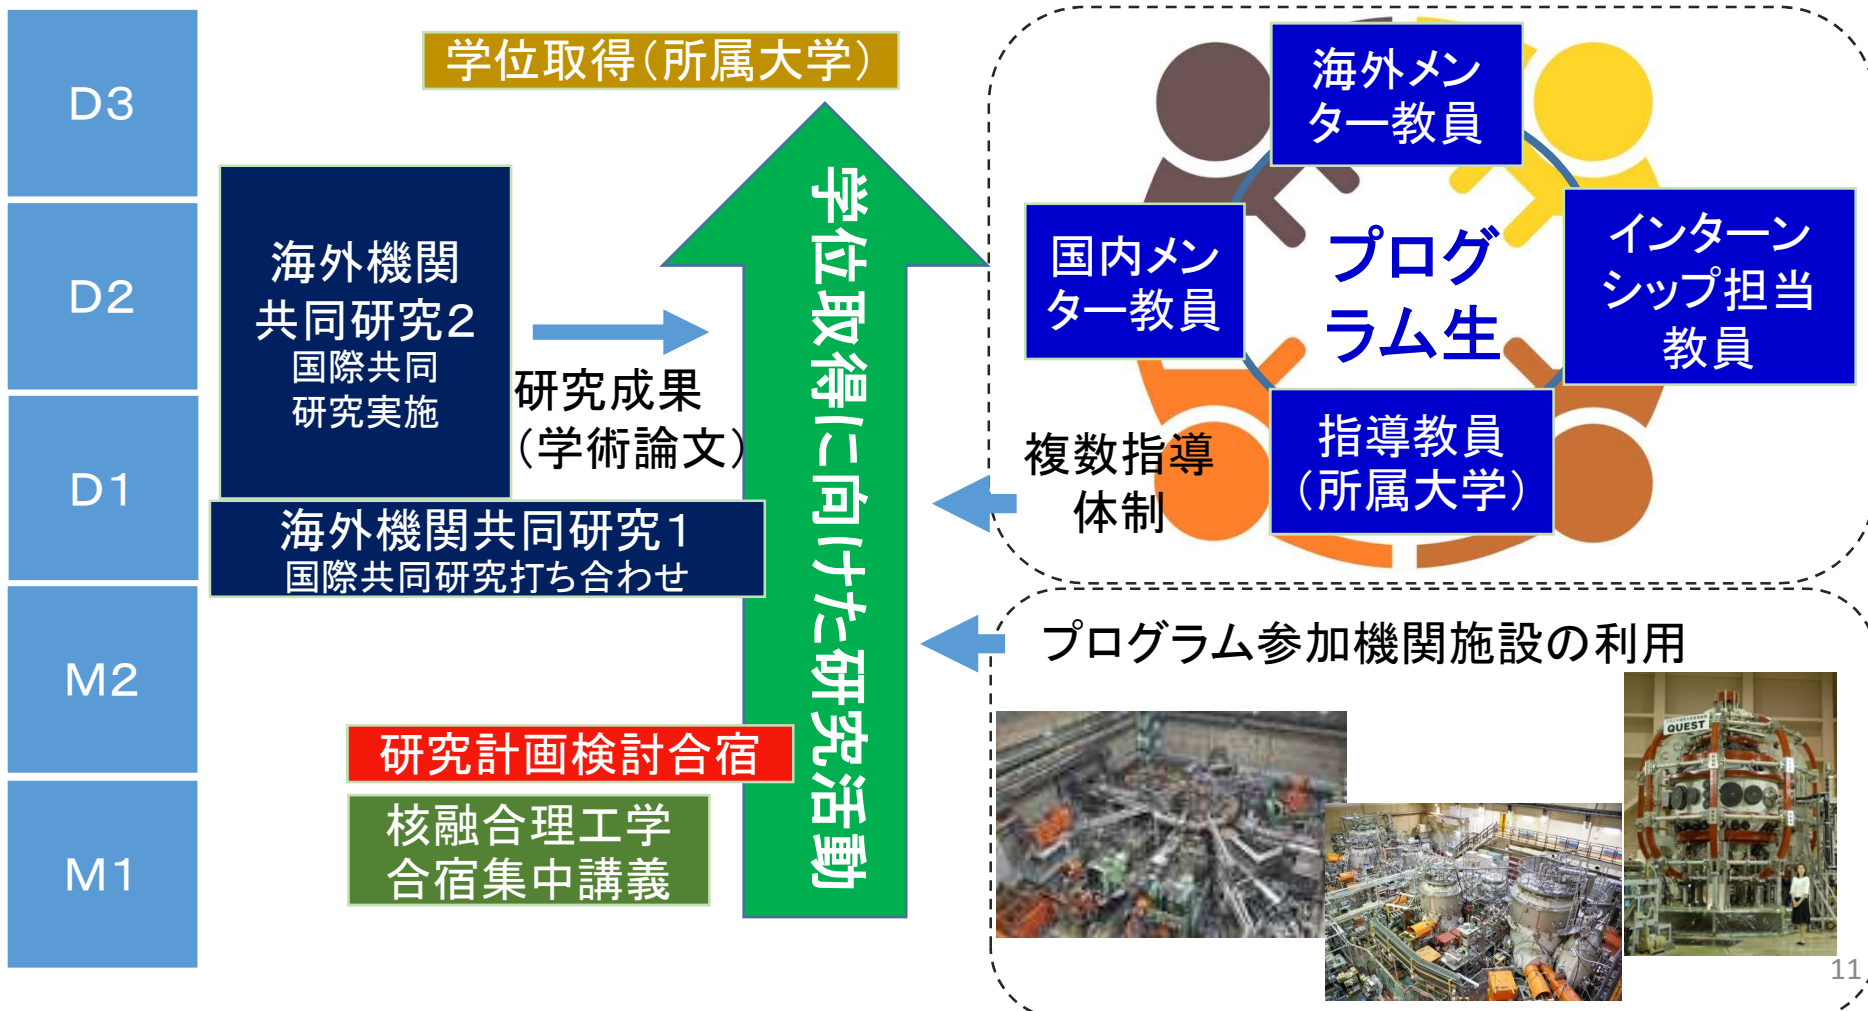 D3
D2
D1
M2
M1
学位取得(所属大学)
海外機関
共同研究2
国際共同
研究実施
研究成果
(学術論文)
海外機関共同研究1
国際共同研究打ち合わせ
研究計画検討合宿
核融合理工学
合宿集中講義
学位取得に向けた研究活動
海外メン
ター教員
国内メン
ター教員
プログ
ラム生
インターン
シップ担当
教員
指導教員
(所属大学)
複数指導
体制
プログラム参加機関施設の利用
QUEST
11